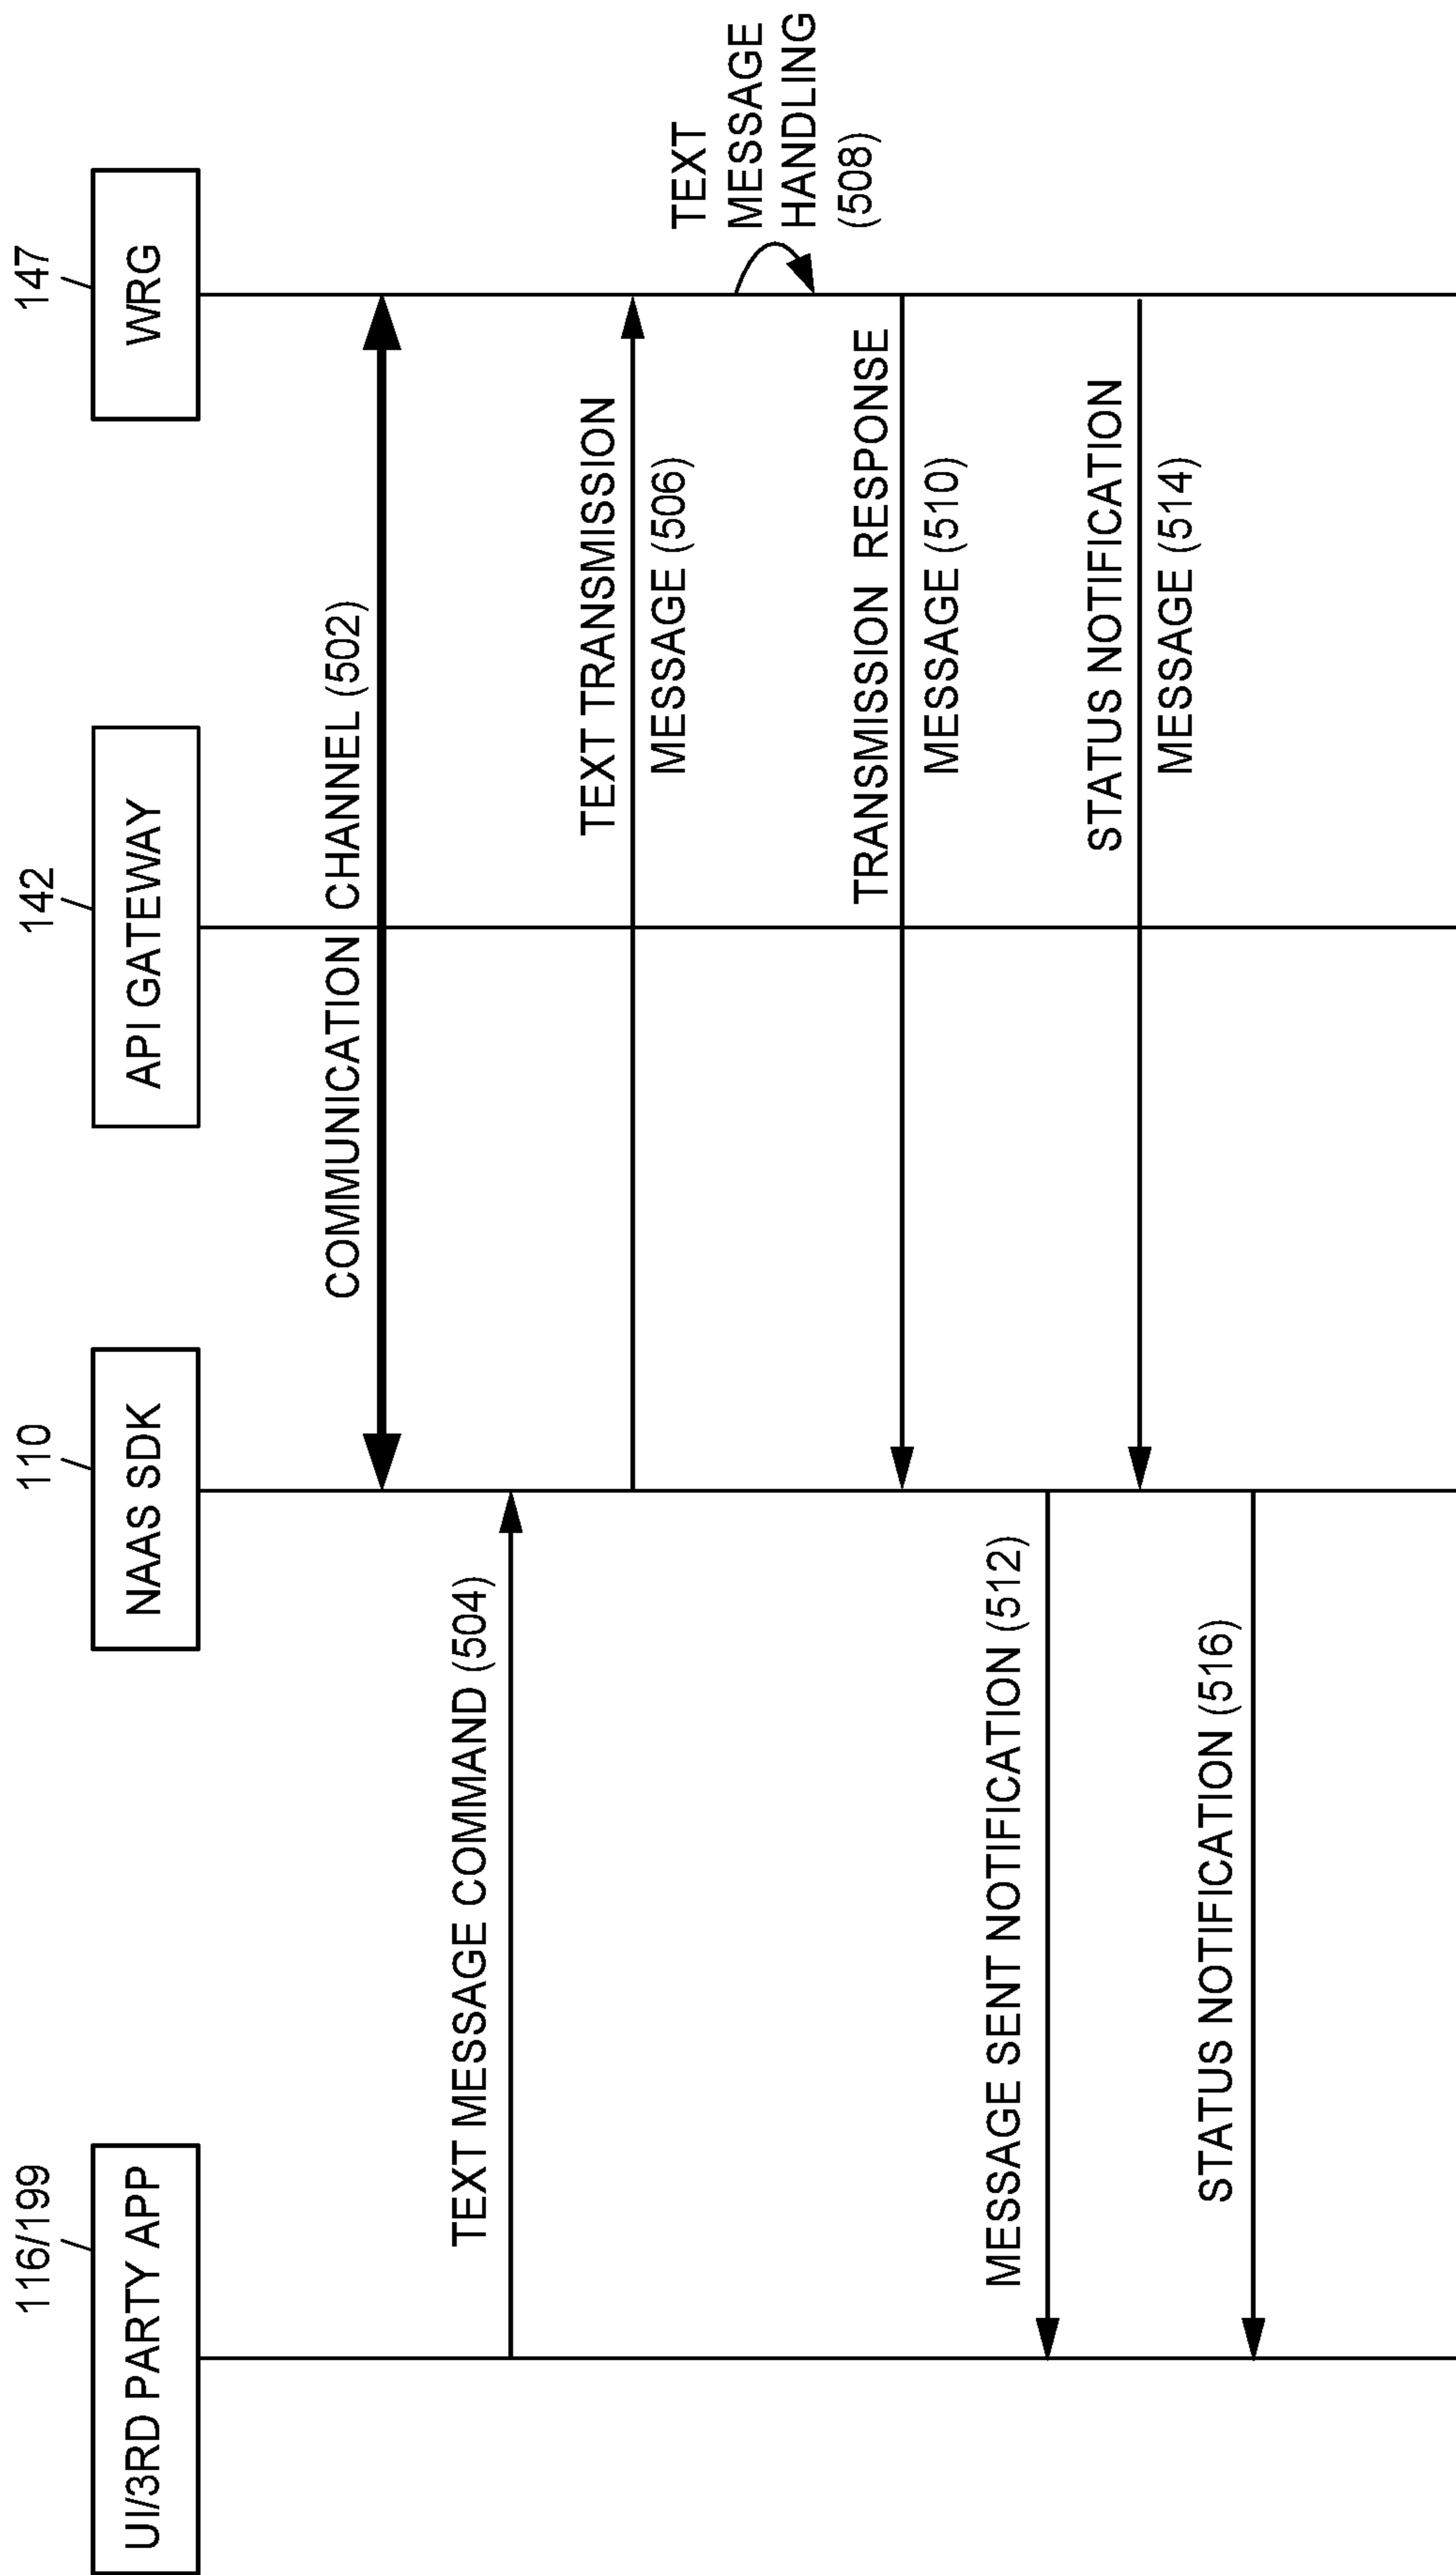 116/199
UI/3RD PARTY APP
110
NAAS SDK
142
API GATEWAY
147
WRG
COMMUNICATION CHANNEL (502)
TEXT MESSAGE COMMAND (504)
TEXT TRANSMISSION
MESSAGE (506)
TEXT
MESSAGE
HANDLING
(508)
TRANSMISSION RESPONSE
MESSAGE (510)
MESSAGE SENT NOTIFICATION (512)
STATUS NOTIFICATION
MESSAGE (514)
STATUS NOTIFICATION (516)